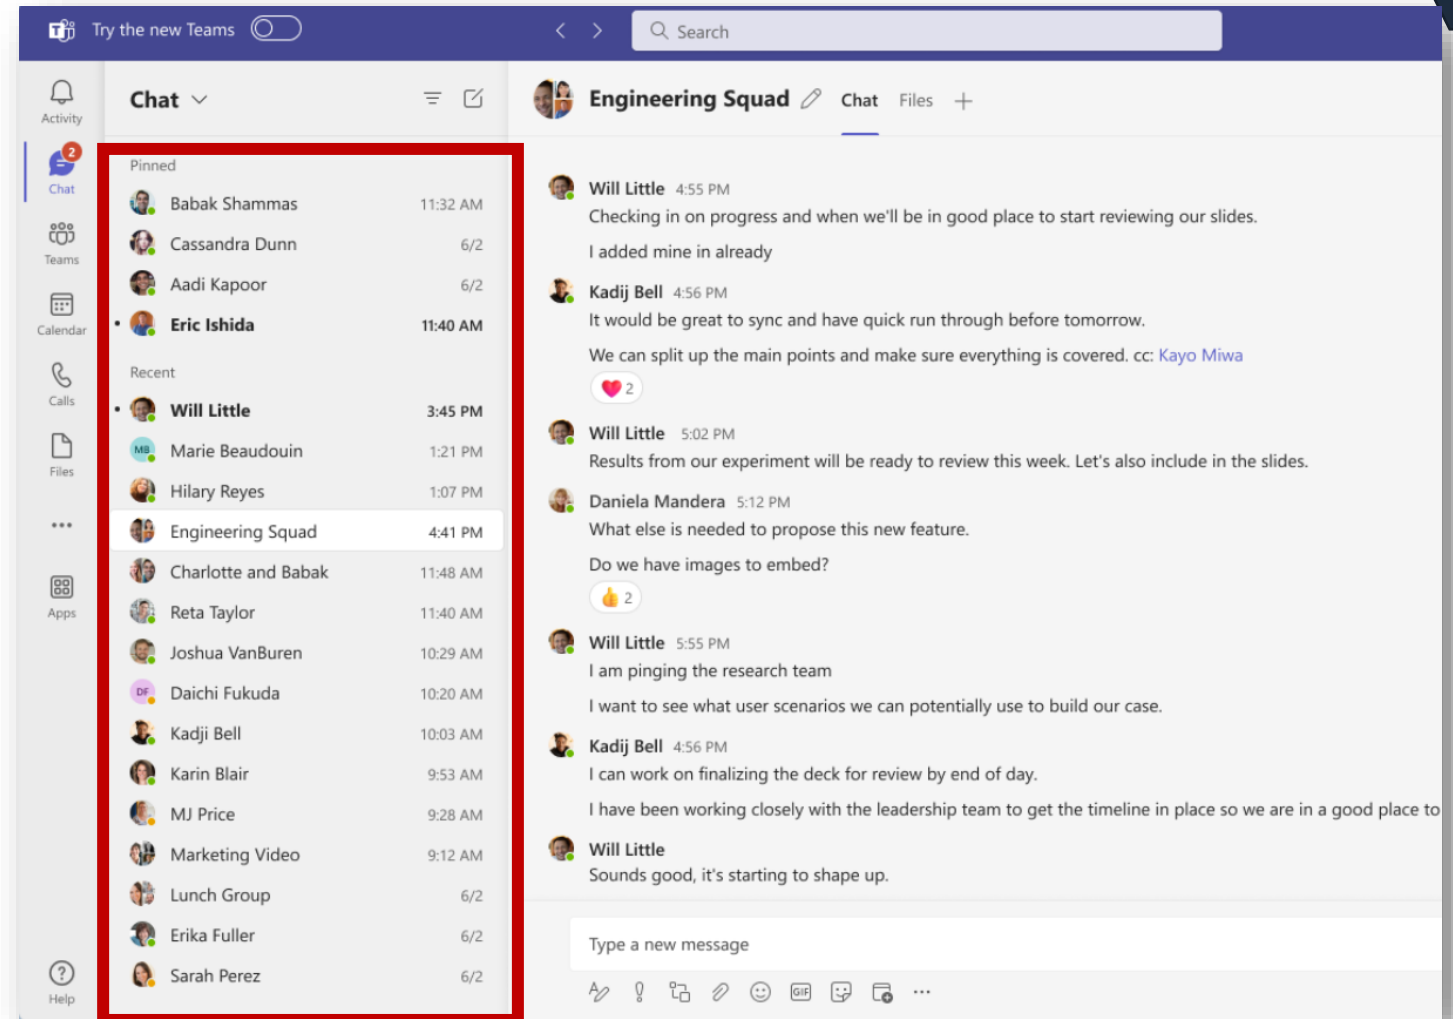 Try the new Teams
Search
Activity
2
Chat
Teams
Calendar
Calls
Files
Apps
Help
Chat
Pinned
Babak Shammas 11:32 AM
Cassandra Dunn 6/2
Aadi Kapoor 6/2
Eric Ishida 11:40 AM
Recent
Will Little 3:45 PM
MB Marie Beaudouin 1:21 PM
Hilary Reyes 1:07 PM
Engineering Squad 4:41 PM
Charlotte and Babak 11:48 AM
Reta Taylor 11:40 AM
Joshua VanBuren 10:29 AM
DF Daichi Fukuda 10:20 AM
Kadji Bell 10:03 AM
Karin Blair 9:53 AM
MJ Price 9:28 AM
Marketing Video 9:12 AM
Lunch Group 6/2
Erika Fuller 6/2
Sarah Perez 6/2
Engineering Squad Chat Files
Will Little 4:55 PM
Checking in on progress and when we'll be in good place to start reviewing our slides.
I added mine in already
Kadij Bell 4:56 PM
It would be great to sync and have quick run through before tomorrow.
We can split up the main points and make sure everything is covered. cc: Kayo Miwa
2
Will Little 5:02 PM
Results from our experiment will be ready to review this week. Let's also include in the slides.
Daniela Mandera 5:12 PM
What else is needed to propose this new feature.
Do we have images to embed?
2
Will Little 5:55 PM
I am pinging the research team
I want to see what user scenarios we can potentially use to build our case.
Kadij Bell 4:56 PM
I can work on finalizing the deck for review by end of day.
I have been working closely with the leadership team to get the timeline in place so we are in a good place to
Will Little
Sounds good, it's starting to shape up.
Type a new message
GIF